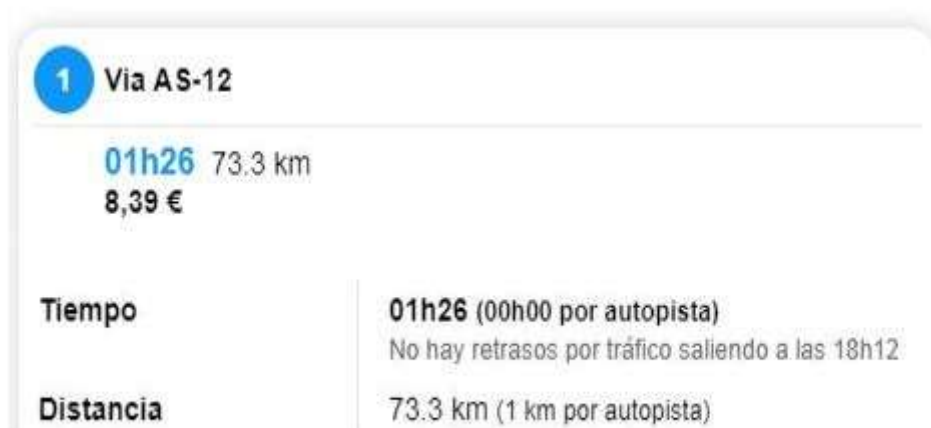 1 Via AS-12
01h26 73.3 km
8,39 €
Tiempo 01h26 (00h00 por autopista)
No hay retrasos por tráfico saliendo a las 18h12
Distancia 73.3 km (1 km por autopista)